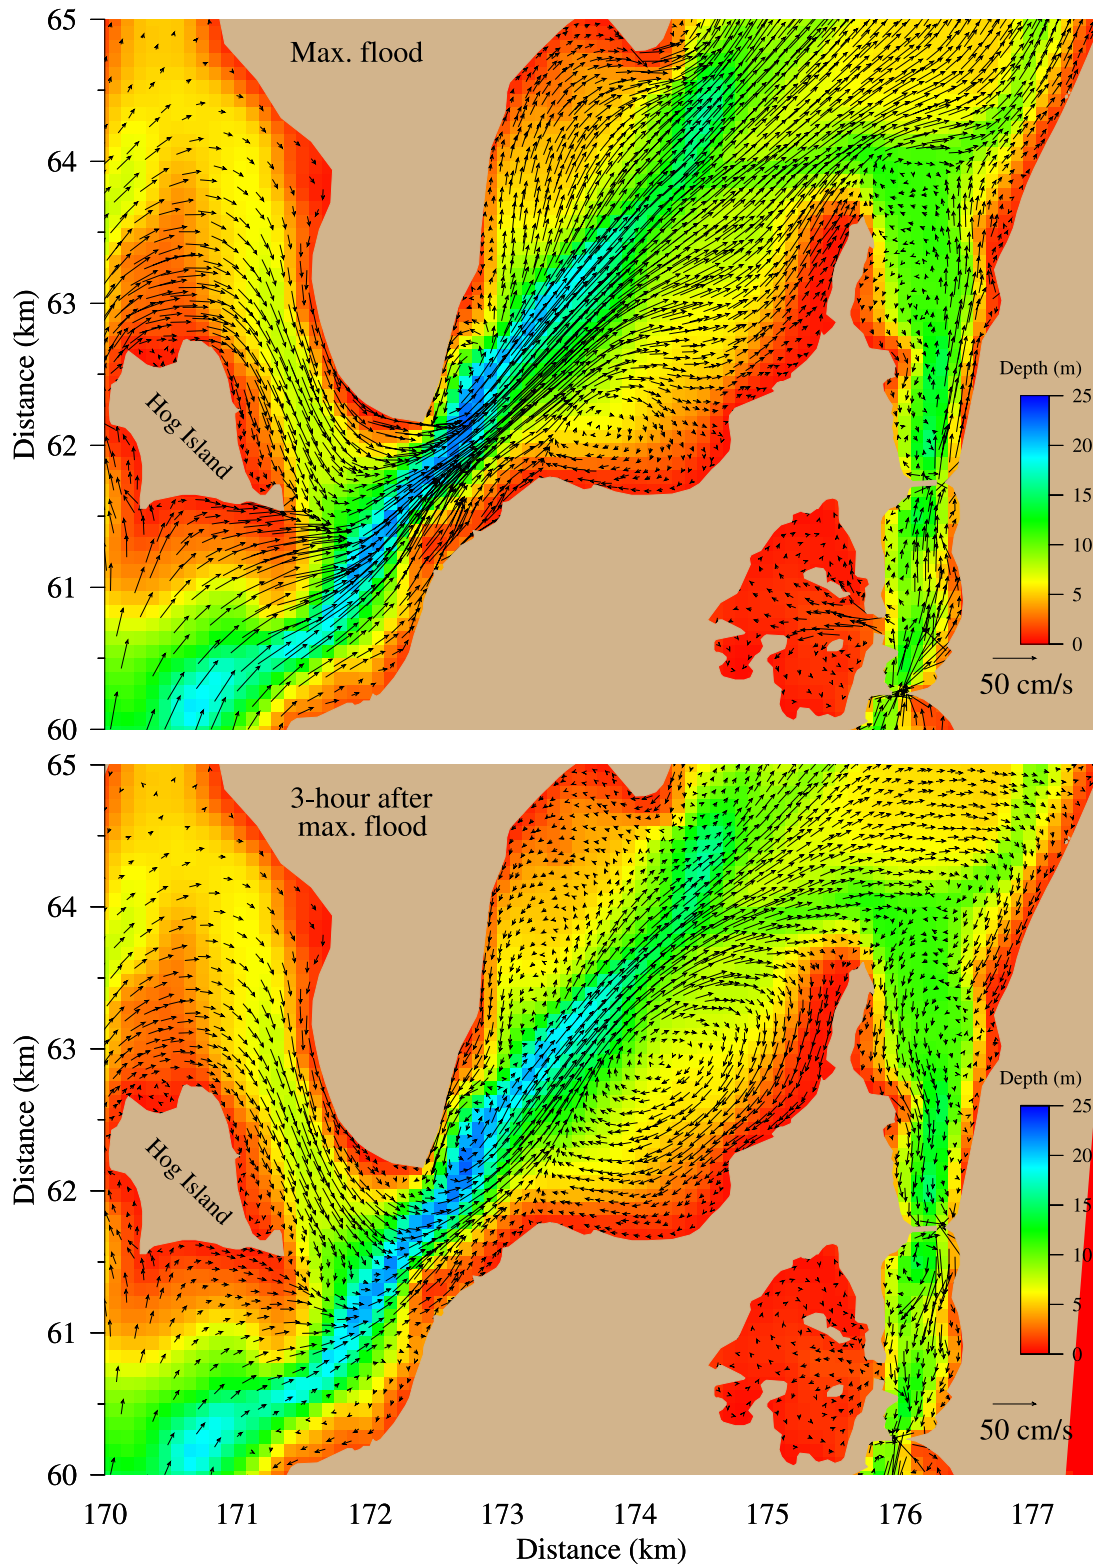 65
Max. flood
64
63
Distance (km)
Depth (m)
25
20
15
10
5
0
Hog Island
62
61
50 cm/s
60
65
3-hour after
max. flood
64
63
Distance (km)
Depth (m)
25
20
15
10
5
0
Hog Island
62
61
50 cm/s
60
170 171 172 173 174 175 176 177
Distance (km)